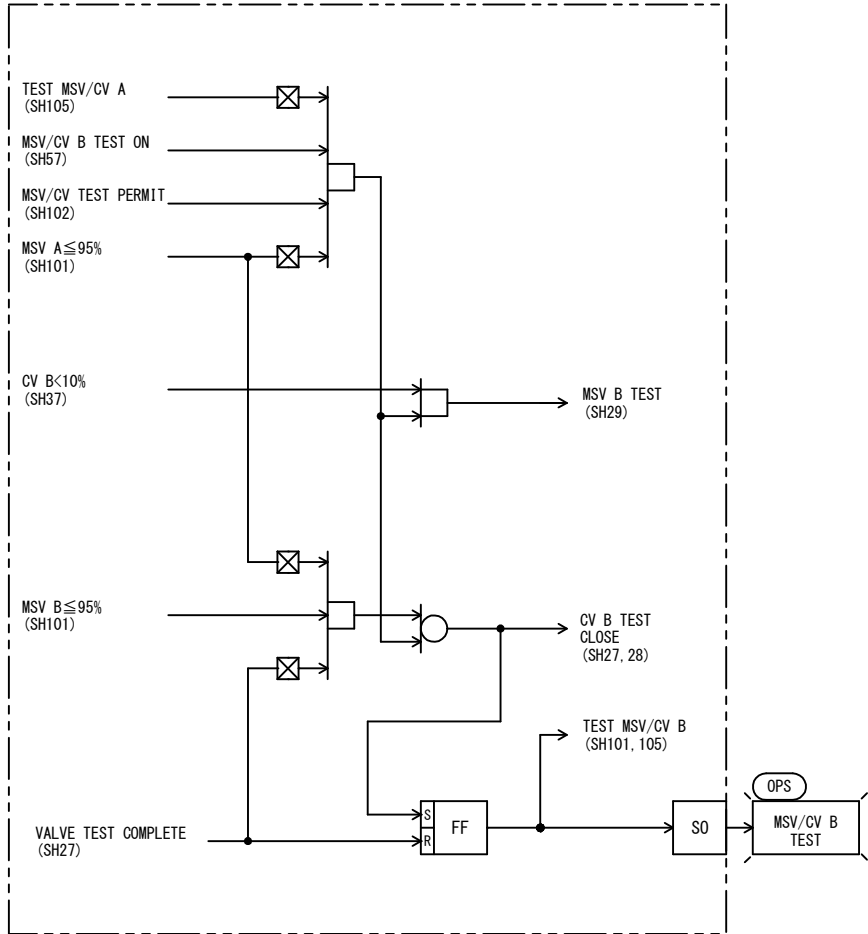 TEST MSV/CV A
(SH105)
MSV/CV B TEST ON
(SH57)
MSV/CV TEST PERMIT
(SH102)
MSV A≦95%
(SH101)
CV B<10%
(SH37)
MSV B TEST
(SH29)
MSV B≦95%
(SH101)
CV B TEST
CLOSE
(SH27, 28)
TEST MSV/CV B
(SH101, 105)
VALVE TEST COMPLETE
(SH27)
S
R
FF
SO
OPS
MSV/CV B
TEST